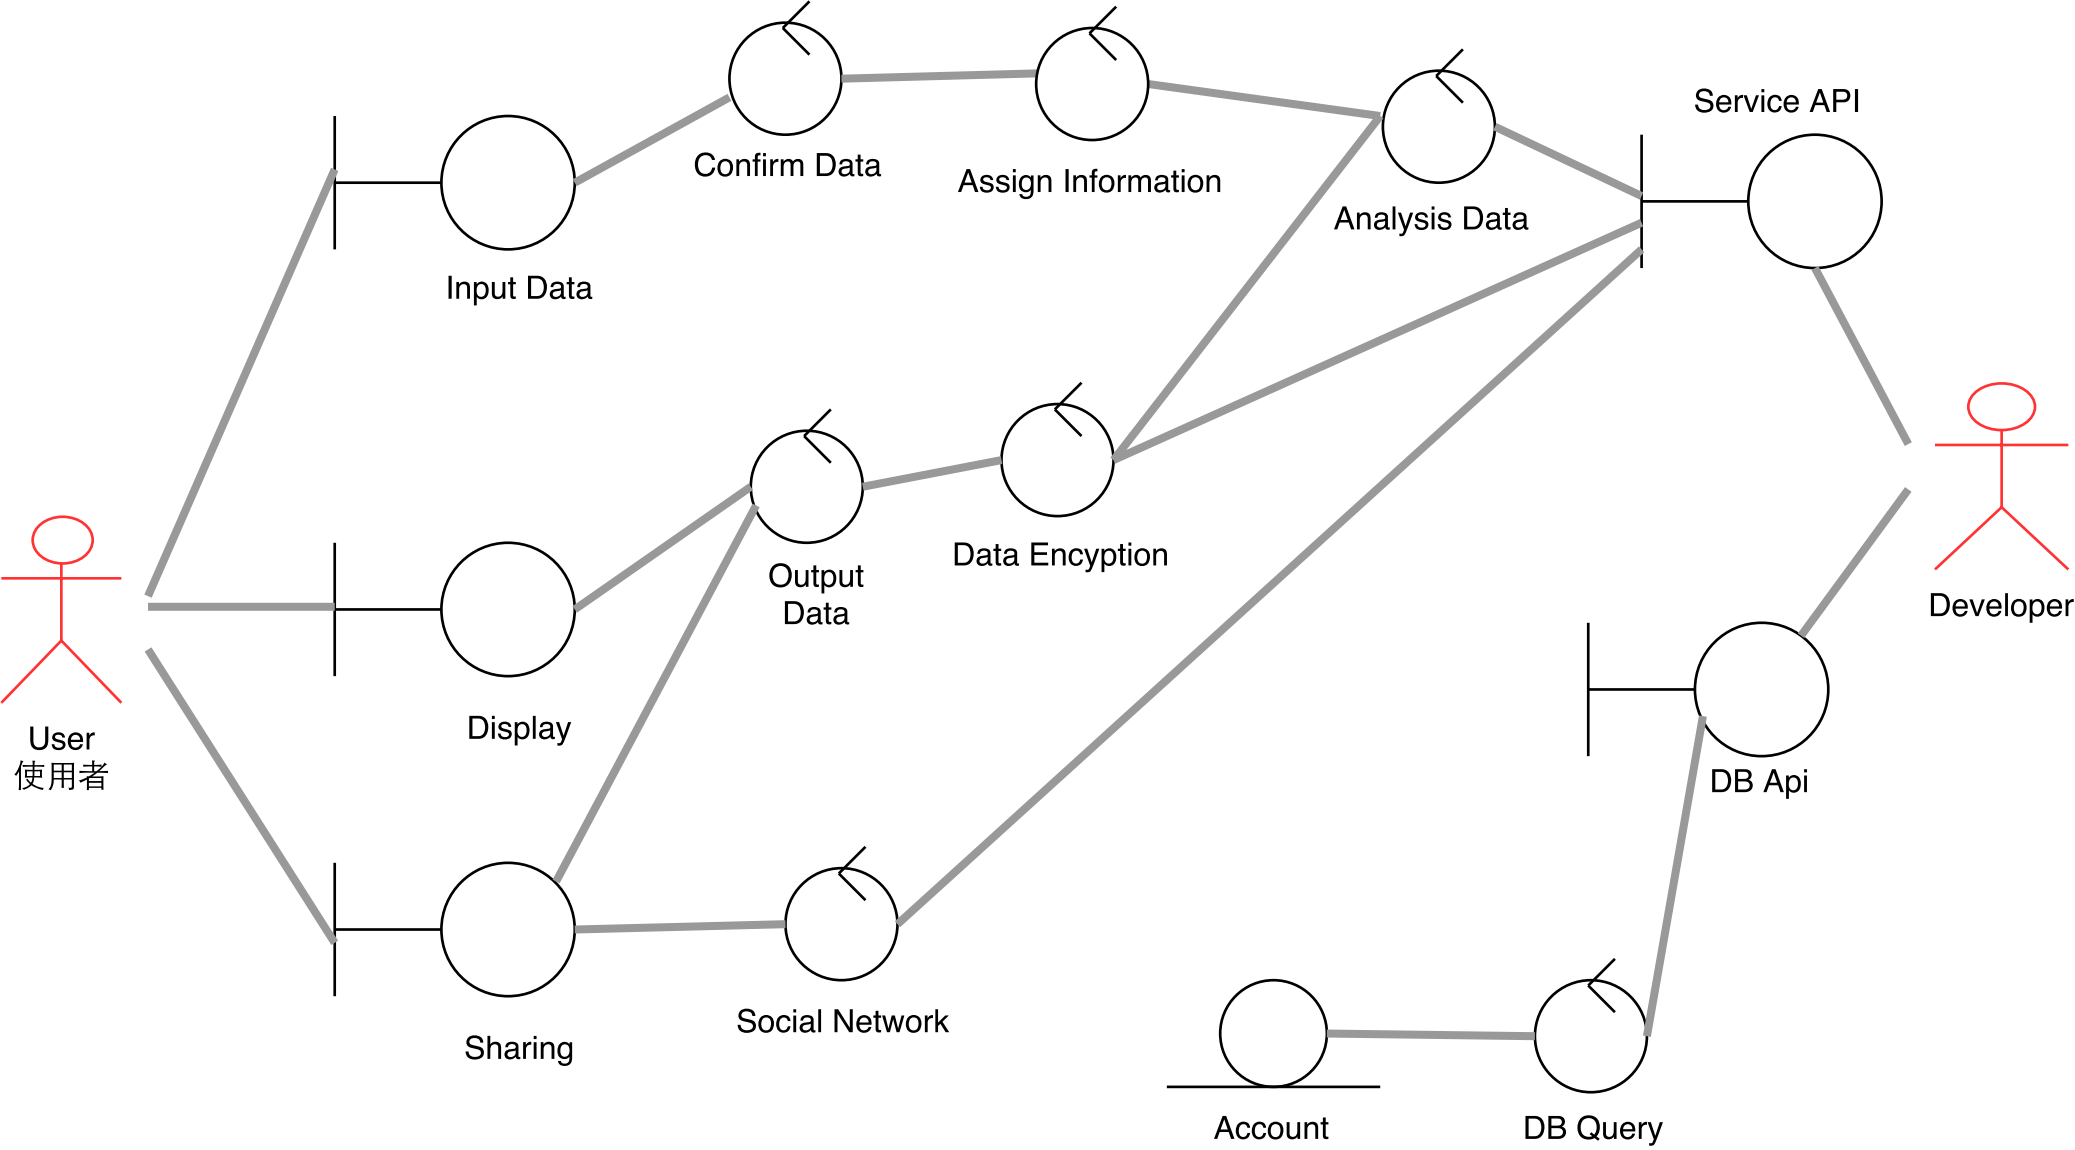 Service API
Confirm Data
Assign Information
Analysis Data
Input Data
Data Encyption
Output
Data
Developer
Display
User
使用者
DB Api
Social Network
Sharing
Account
DB Query